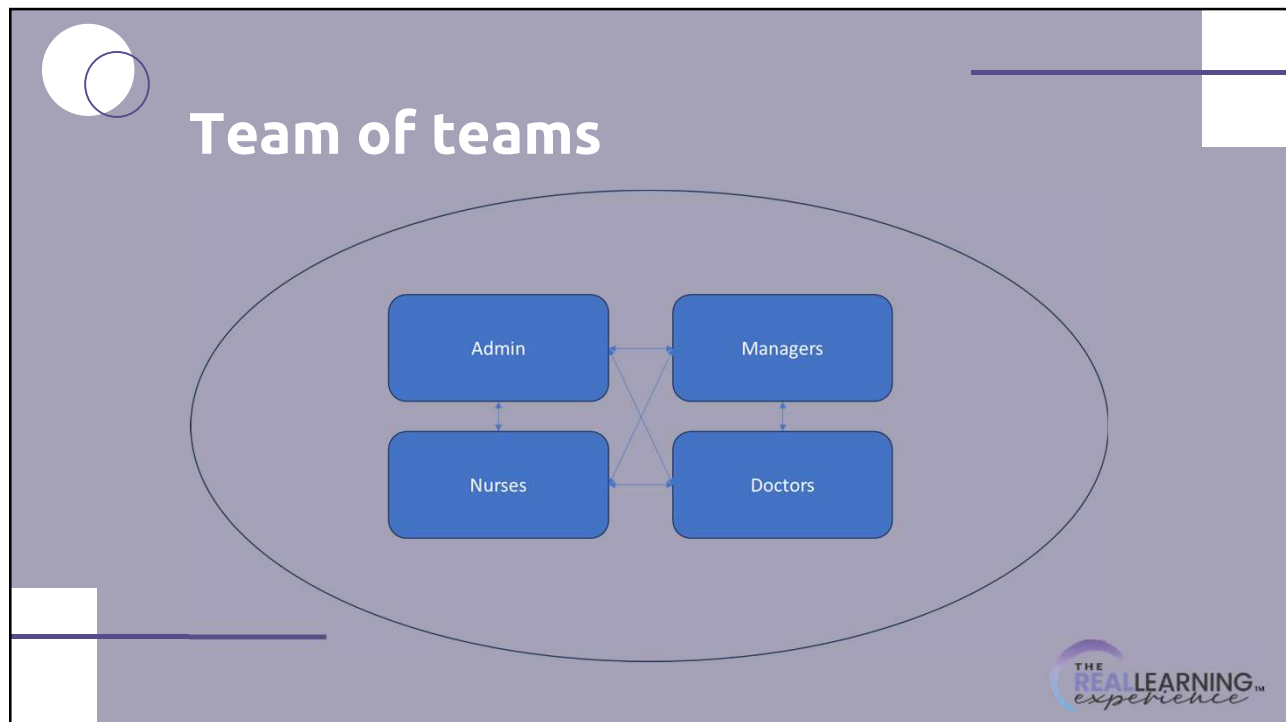 Team of teams
Admin
Managers
Nurses
Doctors
THE
REALLEARNING™
experience